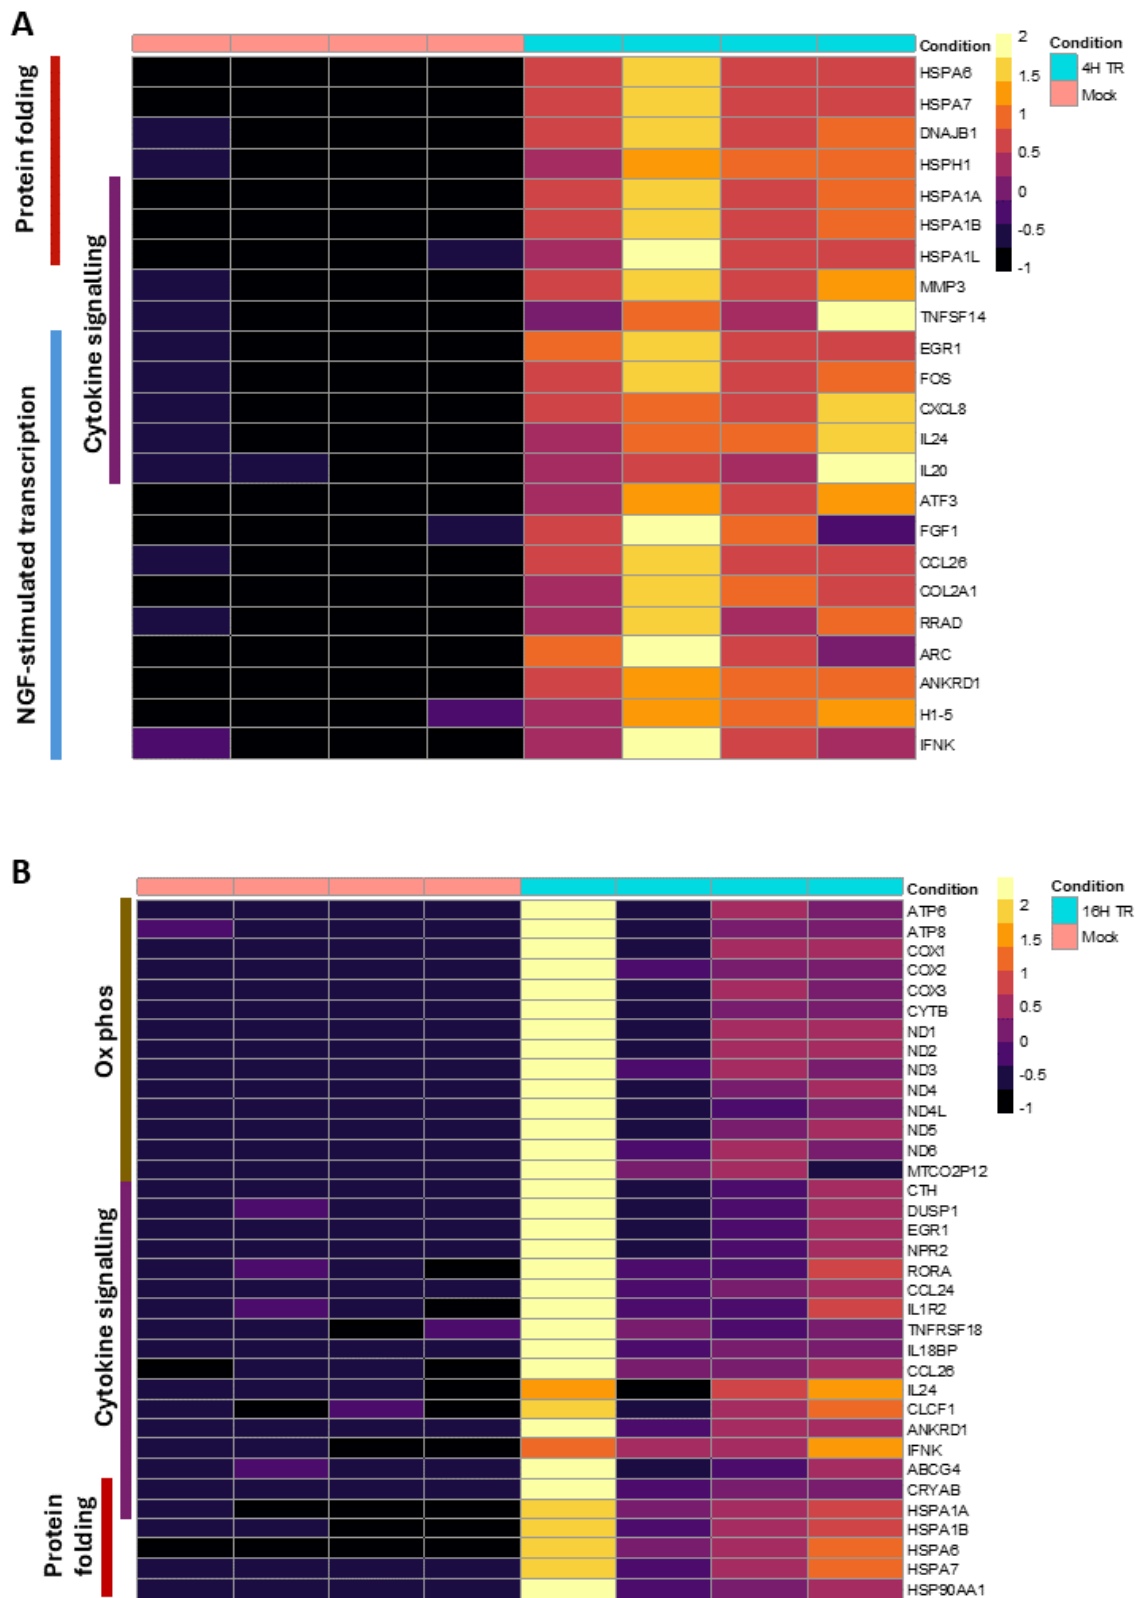 A
Protein folding
Cytokine signalling
NGF-stimulated transcription
Condition
HSPA6
HSPA7
DNAJB1
HSPH1
HSPA1A
HSPA1B
HSPA1L
MMP3
TNFSF14
EGR1
FOS
CXCL8
IL24
IL20
ATF3
FGF1
CCL26
COL2A1
RRAD
ARC
ANKRD1
H1-5
IFNK
2
1.5
1
0.5
0
-0.5
-1
Condition
4H TR
Mock
B
Ox phos
Cytokine signalling
Protein
folding
Condition
ATP6
ATP8
COX1
COX2
COX3
CYTB
ND1
ND2
ND3
ND4
ND4L
ND5
ND6
MTCO2P12
CTH
DUSP1
EGR1
NPR2
RORA
CCL24
IL1R2
TNFRSF18
IL18BP
CCL26
IL24
CLCF1
ANKRD1
IFNK
ABCG4
CRYAB
HSPA1A
HSPA1B
HSPA6
HSPA7
HSP90AA1
2
1.5
1
0.5
0
-0.5
-1
Condition
16H TR
Mock